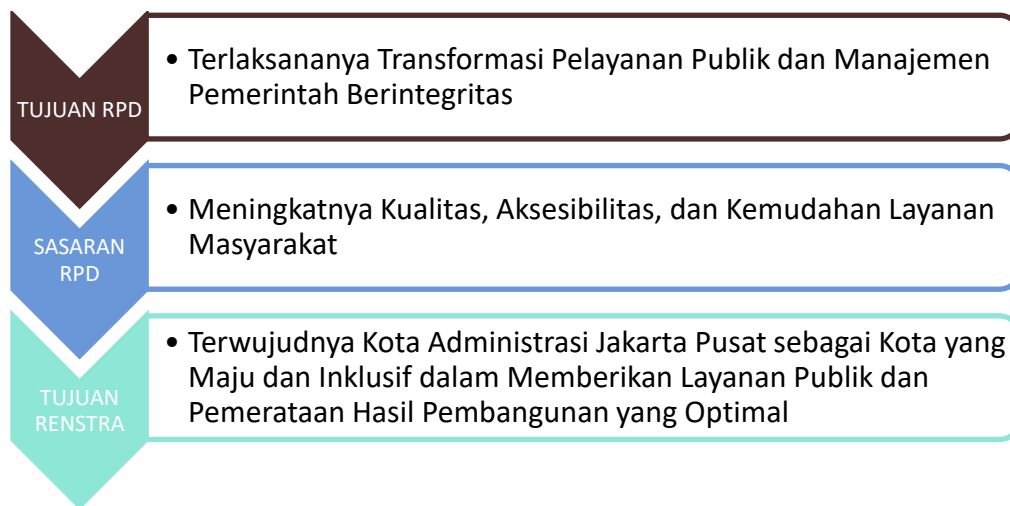 TUJUAN RPD
• Terlaksananya Transformasi Pelayanan Publik dan Manajemen
Pemerintah Berintegritas
SASARAN
RPD
• Meningkatnya Kualitas, Aksesibilitas, dan Kemudahan Layanan
Masyarakat
TUJUAN
RENSTRA
• Terwujudnya Kota Administrasi Jakarta Pusat sebagai Kota yang
Maju dan Inklusif dalam Memberikan Layanan Publik dan
Pemerataan Hasil Pembangunan yang Optimal